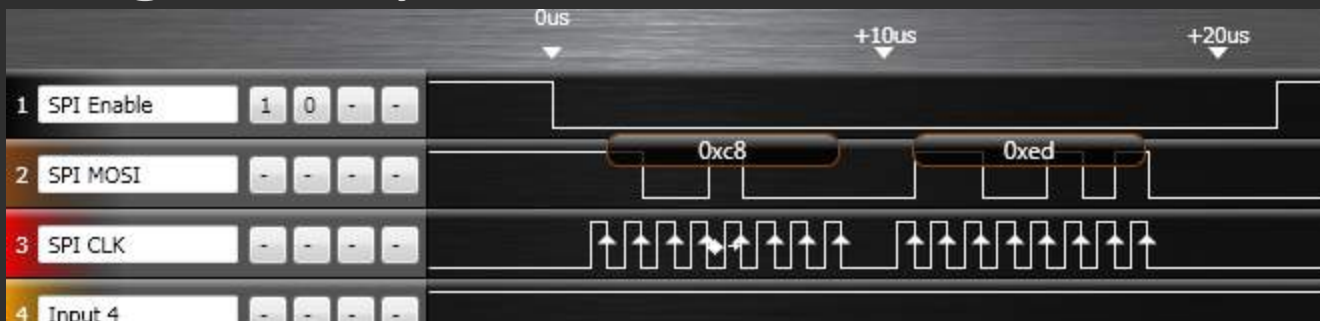 0us +10us +20us
1 SPI Enable 1 0 - -
0xc8 0xed
2 SPI MOSI - - - -
3 SPI CLK - - - -
4 Input 4 - - - -